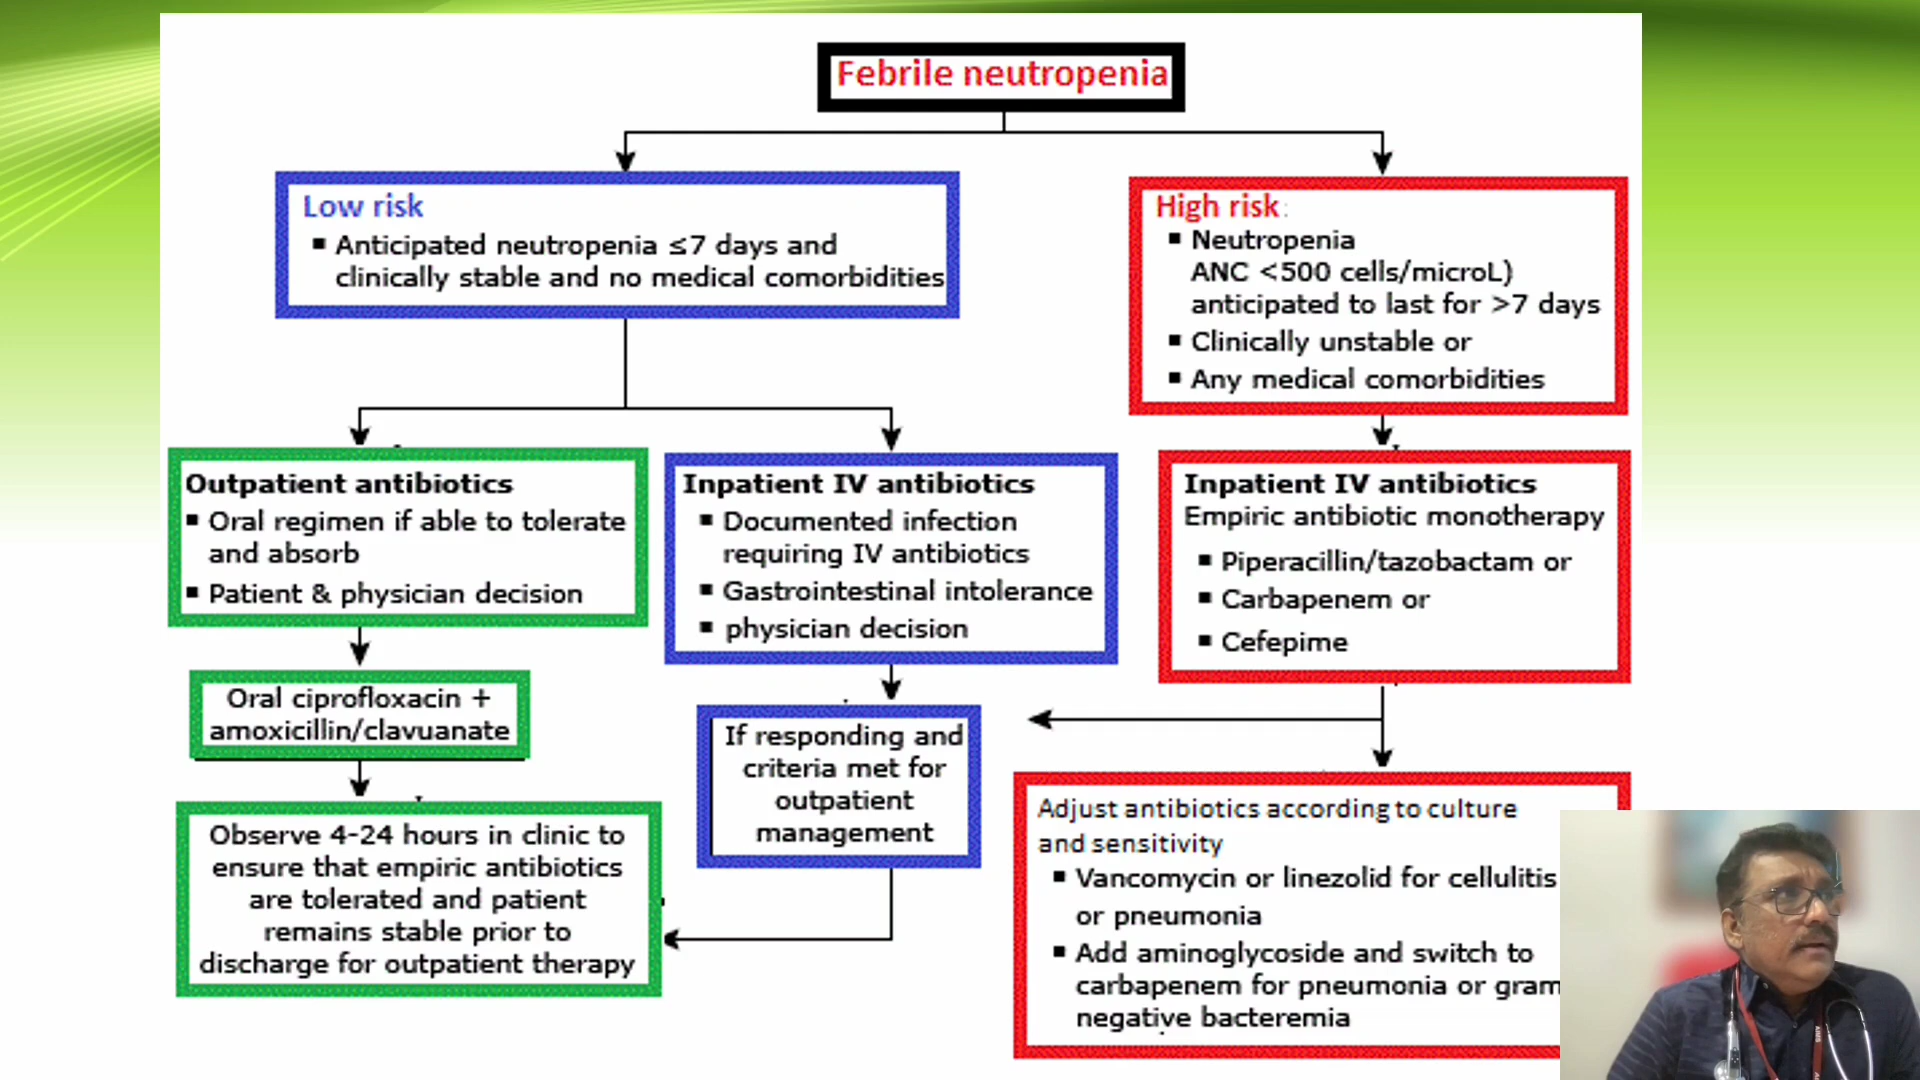 Febrile neutropenia
Low risk
▪ Anticipated neutropenia ≤7 days and
clinically stable and no medical comorbidities
High risk:
▪ Neutropenia
ANC <500 cells/microL)
anticipated to last for >7 days
▪ Clinically unstable or
▪ Any medical comorbidities
Outpatient antibiotics
▪ Oral regimen if able to tolerate
and absorb
▪ Patient & physician decision
Inpatient IV antibiotics
▪ Documented infection
requiring IV antibiotics
▪ Gastrointestinal intolerance
▪ physician decision
Inpatient IV antibiotics
Empiric antibiotic monotherapy
▪ Piperacillin/tazobactam or
▪ Carbapenem or
▪ Cefepime
Oral ciprofloxacin +
amoxicillin/clavuanate
If responding and
criteria met for
outpatient
management
Observe 4-24 hours in clinic to
ensure that empiric antibiotics
are tolerated and patient
remains stable prior to
discharge for outpatient therapy
Adjust antibiotics according to culture
and sensitivity
▪ Vancomycin or linezolid for cellulitis
or pneumonia
▪ Add aminoglycoside and switch to
carbapenem for pneumonia or gram
negative bacteremia